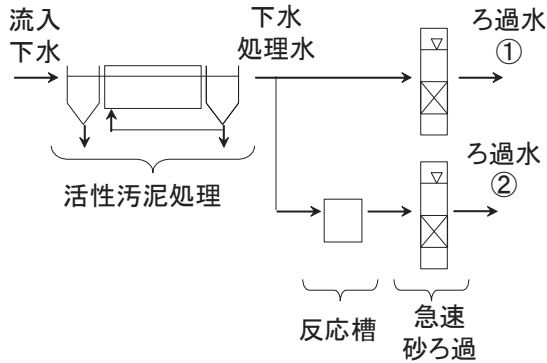 流入
下水
下水
処理水
ろ過水
①
ろ過水
②
活性汚泥処理
反応槽
急速
砂ろ過